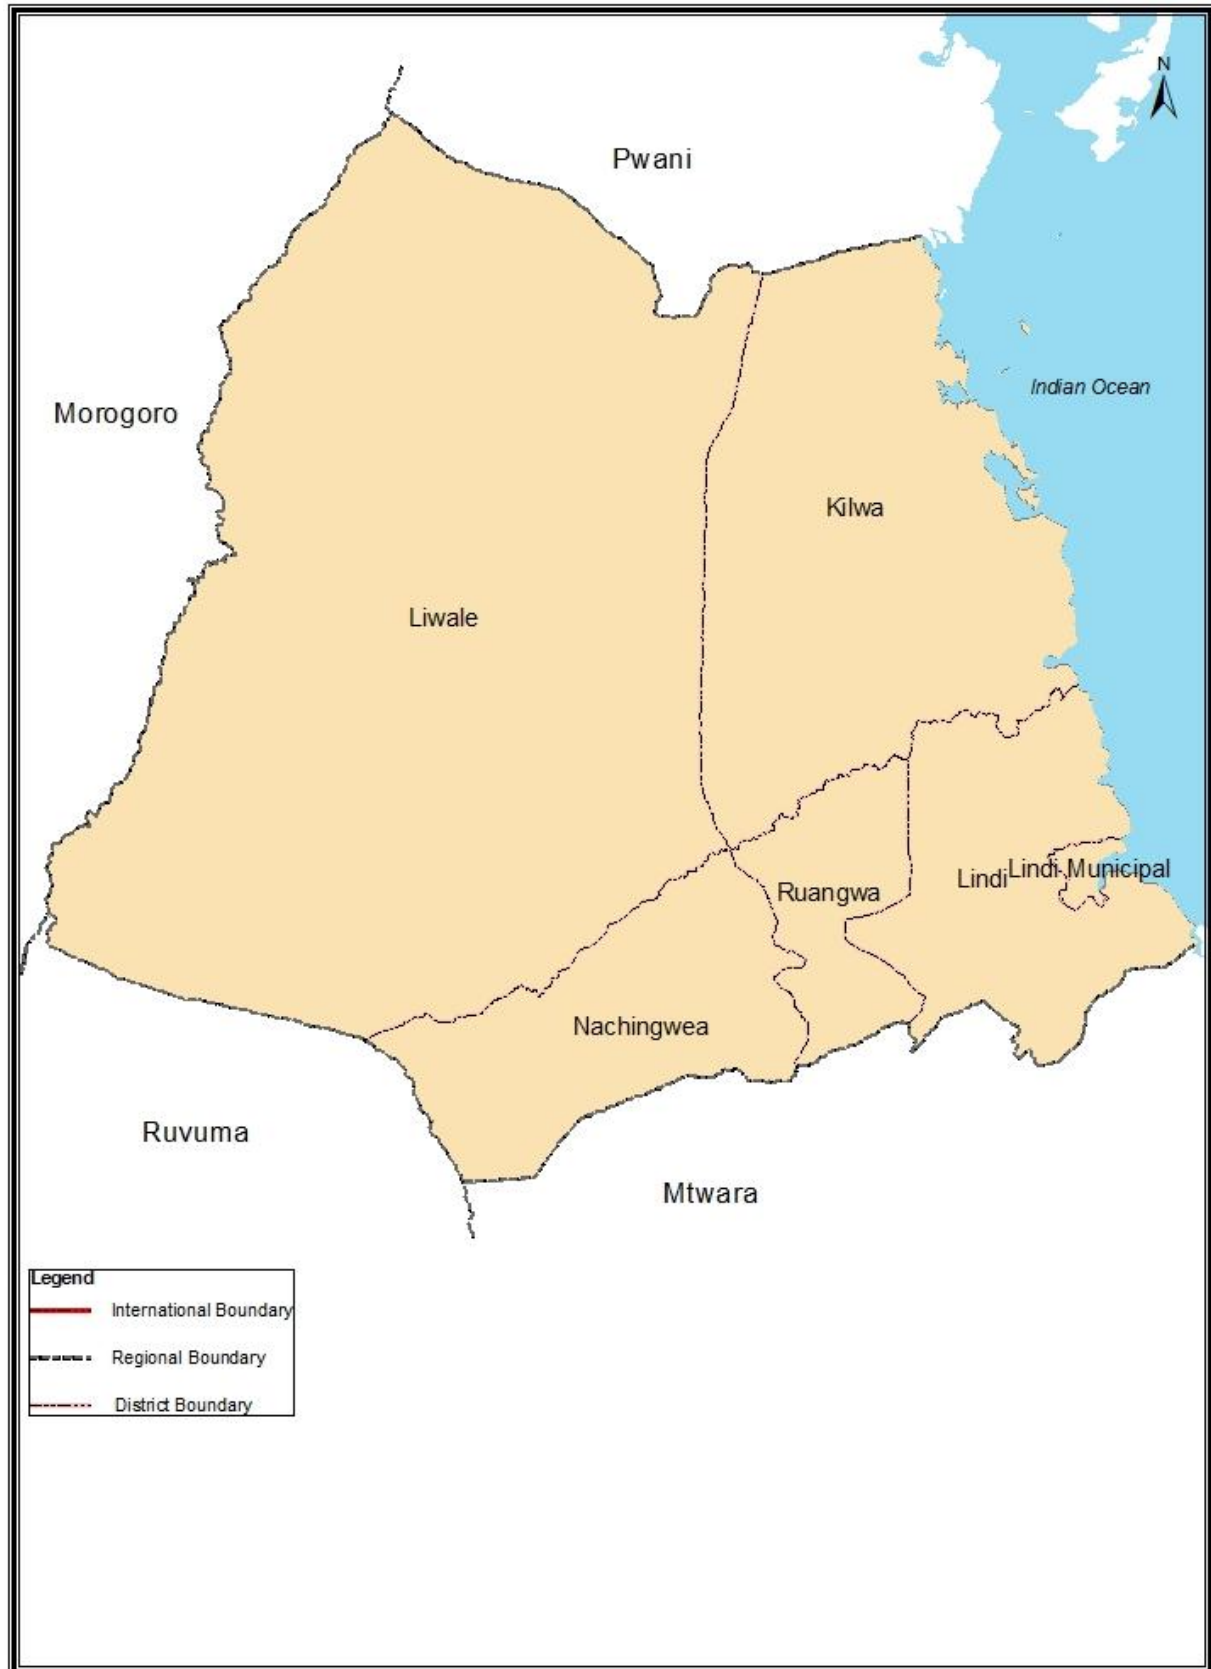 N
Pwani
Indian Ocean
Morogoro
Kilwa
Liwale
Lindi Municipal
Lindi
Ruangwa
Nachingwea
Ruvuma
Mtwara
Legend
International Boundary
Regional Boundary
District Boundary